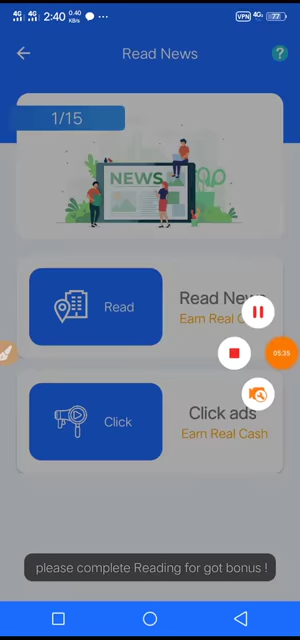 4G 4G 2:40 0.40 KB/s ... VPN 4G 77
Read News
?
1/15
NEWS
Read
Read New
Earn Real C
05:35
Click
Click ads
Earn Real Cash
please complete Reading for got bonus !